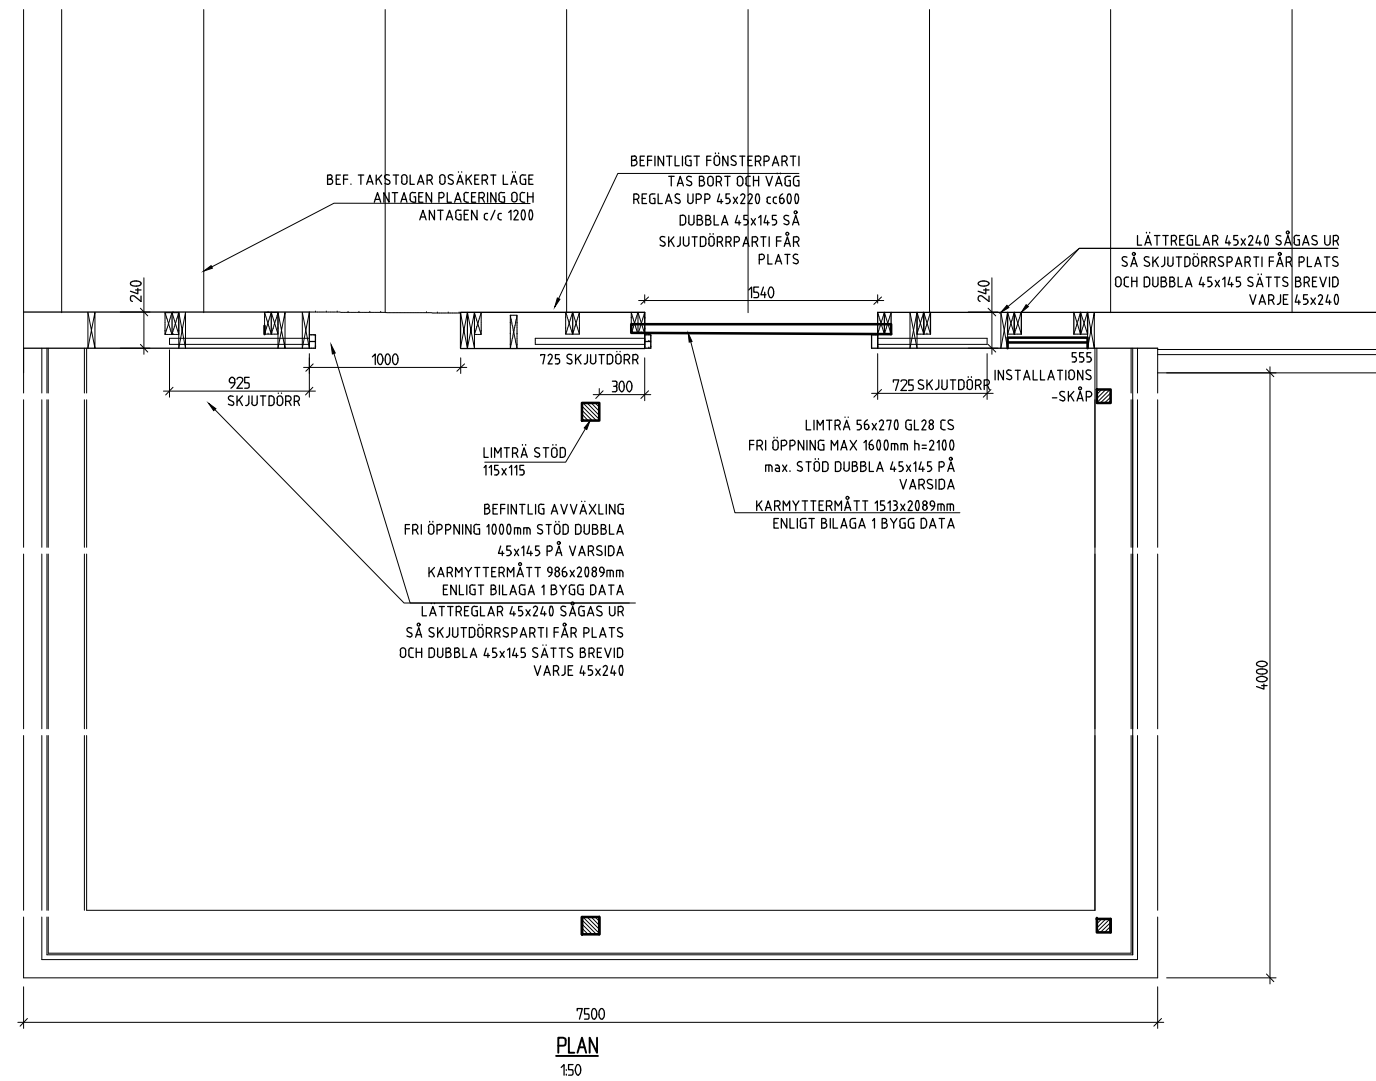 BEF. TAKSTOLAR OSÄKERT LÄGE
ANTAGEN PLACERING OCH
ANTAGEN c/c 1200
BEFINTLIGT FÖNSTERPARTI
TAS BORT OCH VÄGG
REGLAS UPP 45x220 cc600
DUBBLA 45x145 SÅ
SKJUTDÖRRPARTI FÅR
PLATS
LÄTTREGLAR 45x240 SÅGAS UR
SÅ SKJUTDÖRRSPARTI FÅR PLATS
OCH DUBBLA 45x145 SÄTTS BREVID
VARJE 45x240
240
1540
240
1000
925
SKJUTDÖRR
725 SKJUTDÖRR
300
725 SKJUTDÖRR
555
INSTALLATIONS
-SKÅP
LIMTRÄ STÖD
115x115
LIMTRÄ 56x270 GL28 CS
FRI ÖPPNING MAX 1600mm h=2100
max. STÖD DUBBLA 45x145 PÅ
VARSIDA
KARMYTTERMÅTT 1513x2089mm
ENLIGT BILAGA 1 BYGG DATA
BEFINTLIG AVVÄXLING
FRI ÖPPNING 1000mm STÖD DUBBLA
45x145 PÅ VARSIDA
KARMYTTERMÅTT 986x2089mm
ENLIGT BILAGA 1 BYGG DATA
LÄTTREGLAR 45x240 SÅGAS UR
SÅ SKJUTDÖRRSPARTI FÅR PLATS
OCH DUBBLA 45x145 SÄTTS BREVID
VARJE 45x240
4000
7500
PLAN
1:50